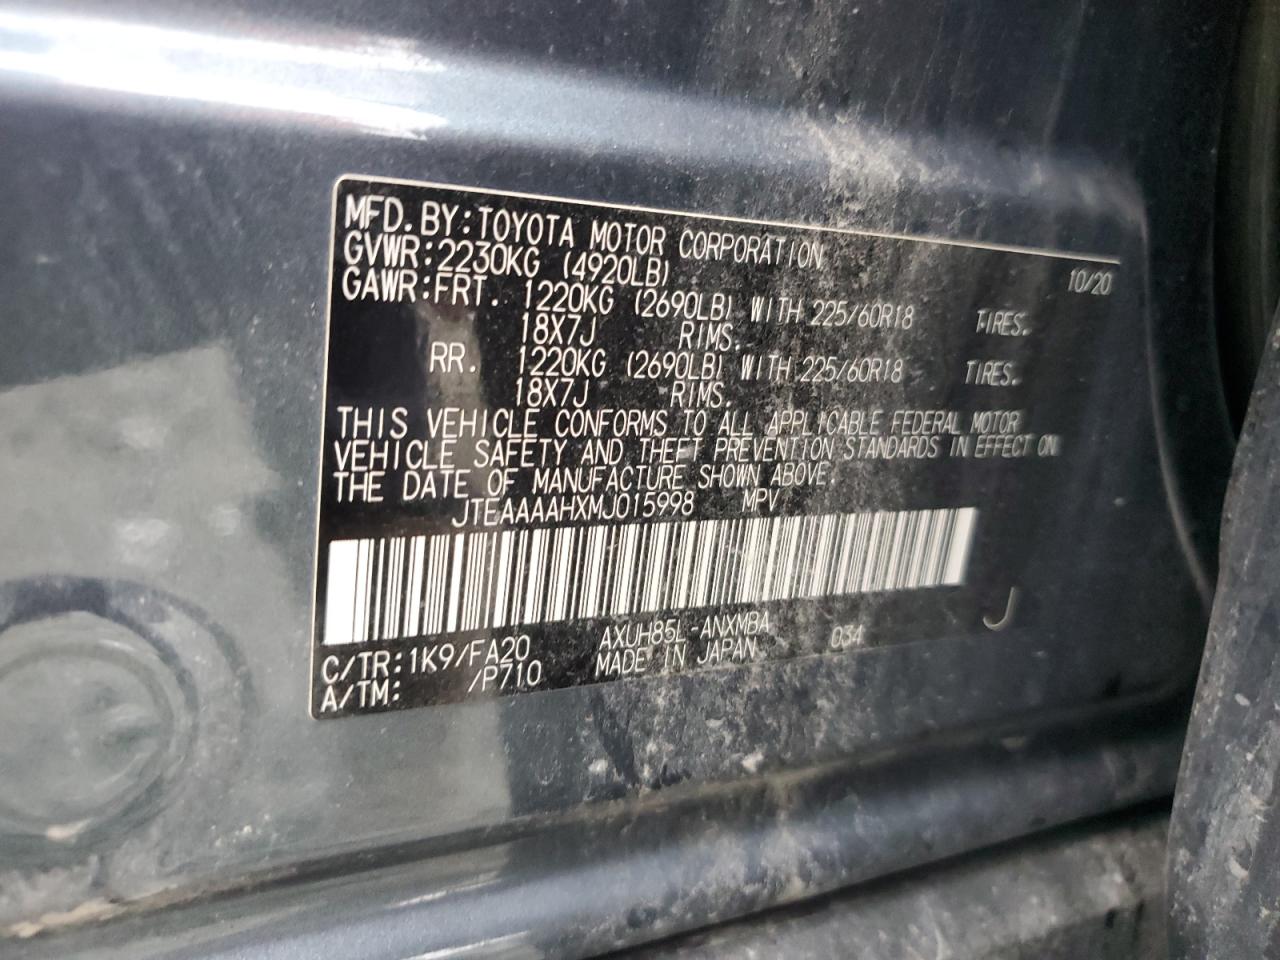 MFD. BY: TOYOTA MOTOR CORPORATION 10/20
GVWR: 2230KG (4920LB)
GAWR: FRT. 1220KG (2690LB) WITH 225/60R18 TIRES.
18X7J RIMS.
RR. 1220KG (2690LB) WITH 225/60R18 TIRES.
18X7J RIMS.
THIS VEHICLE CONFORMS TO ALL APPLICABLE FEDERAL MOTOR
VEHICLE SAFETY AND THEFT PREVENTION STANDARDS IN EFFECT ON
THE DATE OF MANUFACTURE SHOWN ABOVE.
JTEAAAAHXMJ015998 MPV
C/TR: 1K9/FA20 AXUH85L-ANXMBA 034 J
A/TM: /P710 MADE IN JAPAN